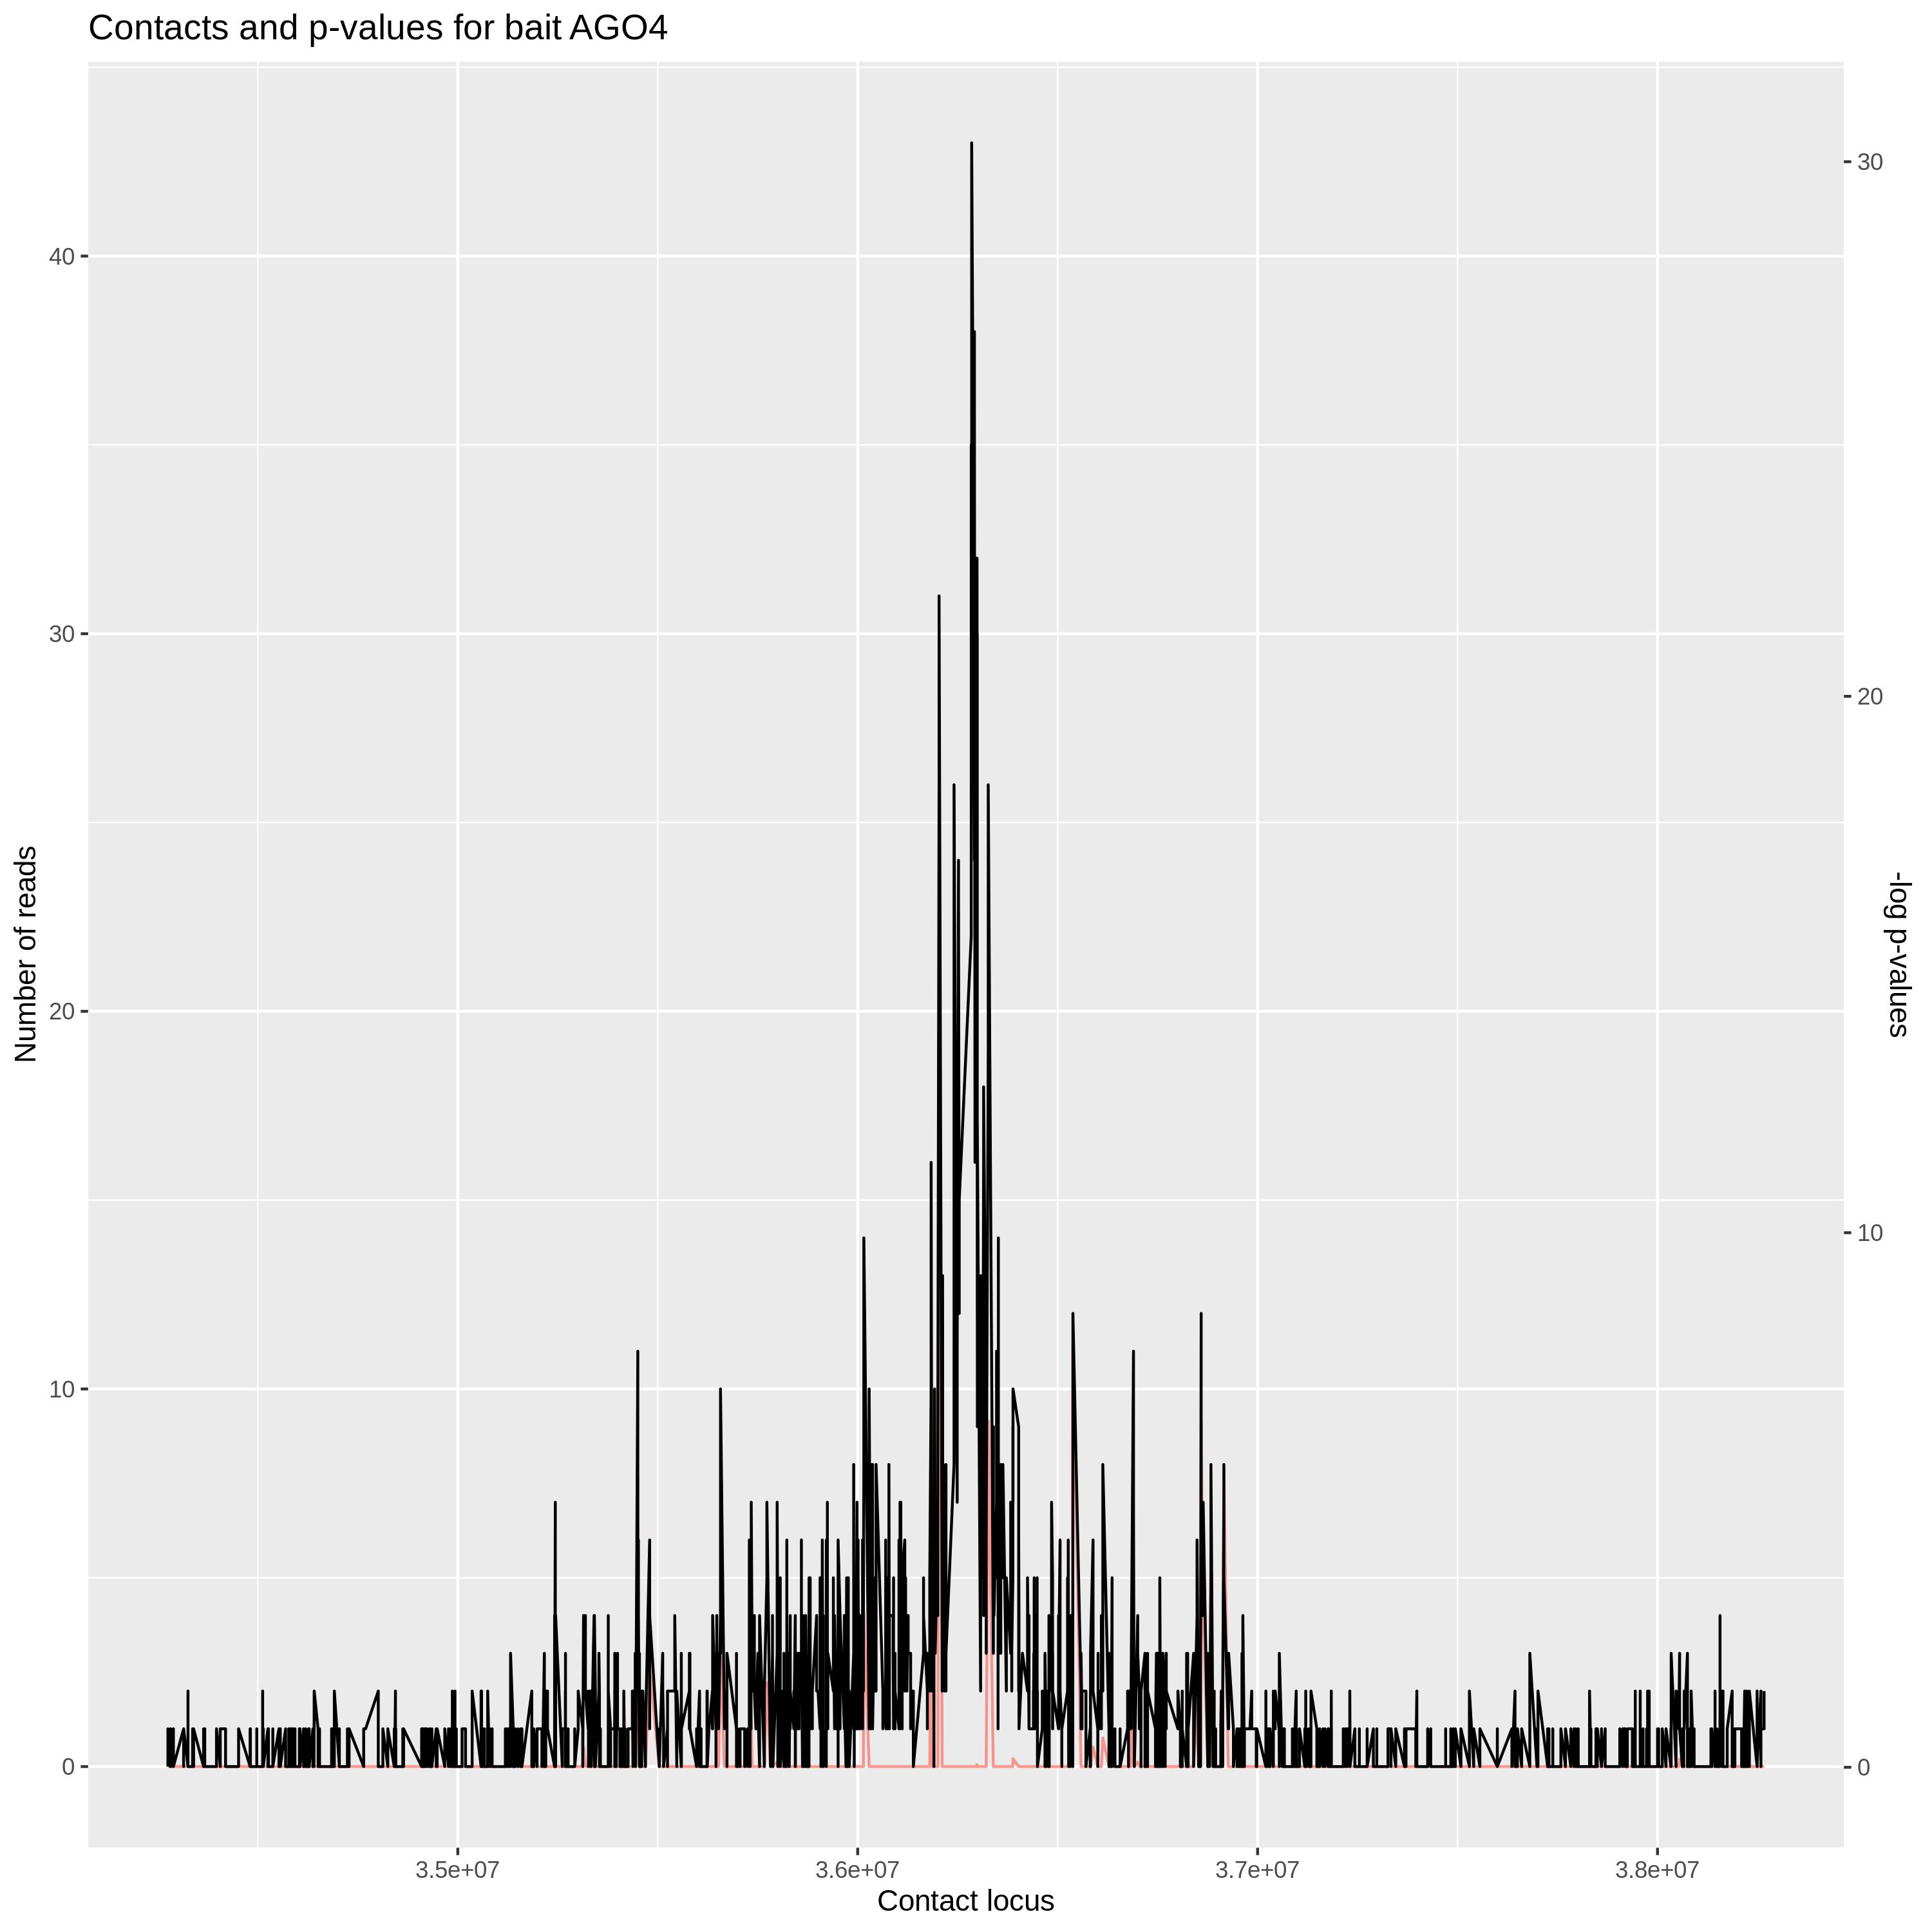 Contacts and p-values for bait AGO4
40
30
20
10
0
30
20
10
0
Number of reads
-log p-values
3.5e+07
3.6e+07
3.7e+07
3.8e+07
Contact locus